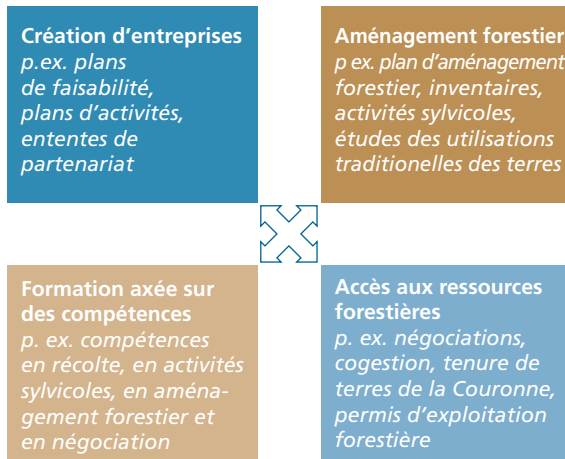 Création d’entreprises
p.ex. plans
de faisabilité,
plans d’activités,
ententes de
partenariat
Aménagement forestier
p ex. plan d’aménagement
forestier, inventaires,
activités sylvicoles,
études des utilisations
traditionelles des terres
Formation axée sur
des compétences
p. ex. compétences
en récolte, en activités
sylvicoles, en aména-
gement forestier et
en négociation
Accès aux ressources
forestières
p. ex. négociations,
cogestion, tenure de
terres de la Couronne,
permis d’exploitation
forestière